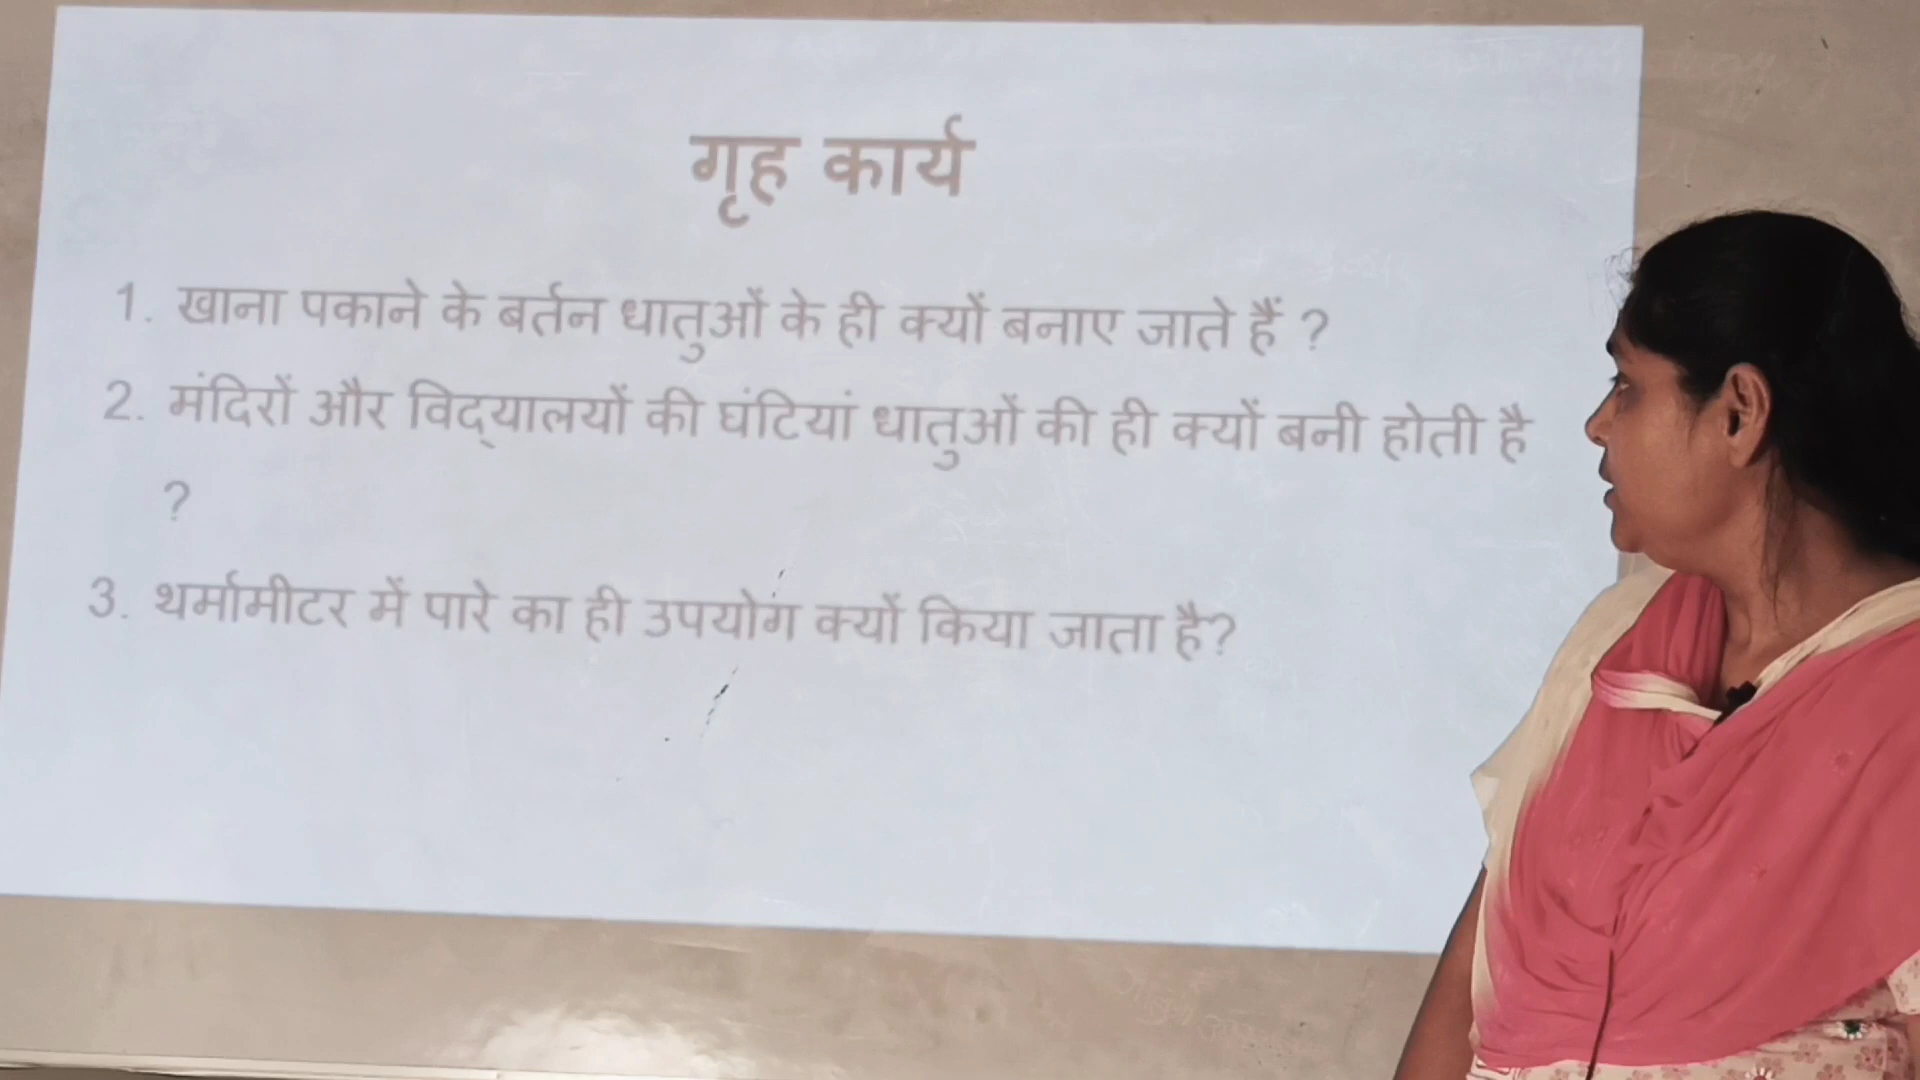 गृह कार्य
1. खाना पकाने के बर्तन धातुओं के ही क्यों बनाए जाते हैं ?
2. मंदिरों और विद्यालयों की घंटियां धातुओं की ही क्यों बनी होती है
?
3. थर्मामीटर में पारे का ही उपयोग क्यों किया जाता है?